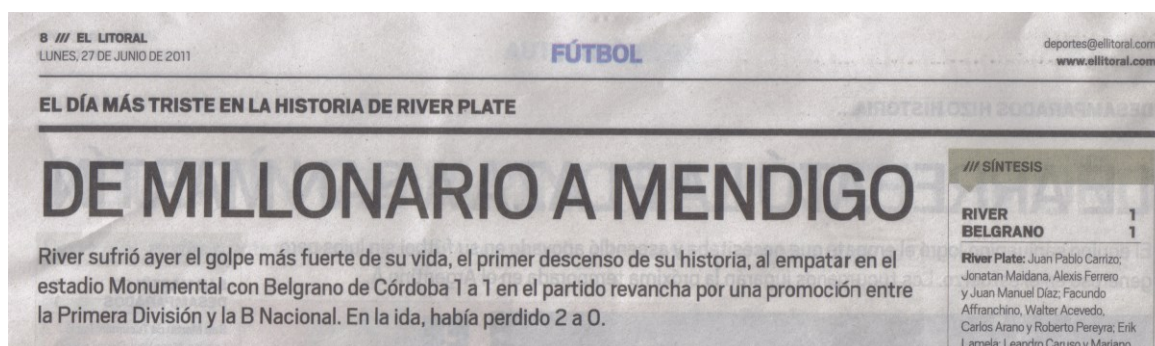 8 /// EL LITORAL
LUNES, 27 DE JUNIO DE 2011
FÚTBOL
deportes@ellitoral.com
www.ellitoral.com
EL DÍA MÁS TRISTE EN LA HISTORIA DE RIVER PLATE
DE MILLONARIO A MENDIGO
River sufrió ayer el golpe más fuerte de su vida, el primer descenso de su historia, al empatar en el
estadio Monumental con Belgrano de Córdoba 1 a 1 en el partido revancha por una promoción entre
la Primera División y la B Nacional. En la ida, había perdido 2 a 0.
/// SÍNTESIS
RIVER 1
BELGRANO 1
River Plate: Juan Pablo Carrizo;
Jonatan Maidana, Alexis Ferrero
y Juan Manuel Díaz; Facundo
Affranchino, Walter Acevedo,
Carlos Arano y Roberto Pereyra; Erik
Lamela; Leandro Caruso y Mariano